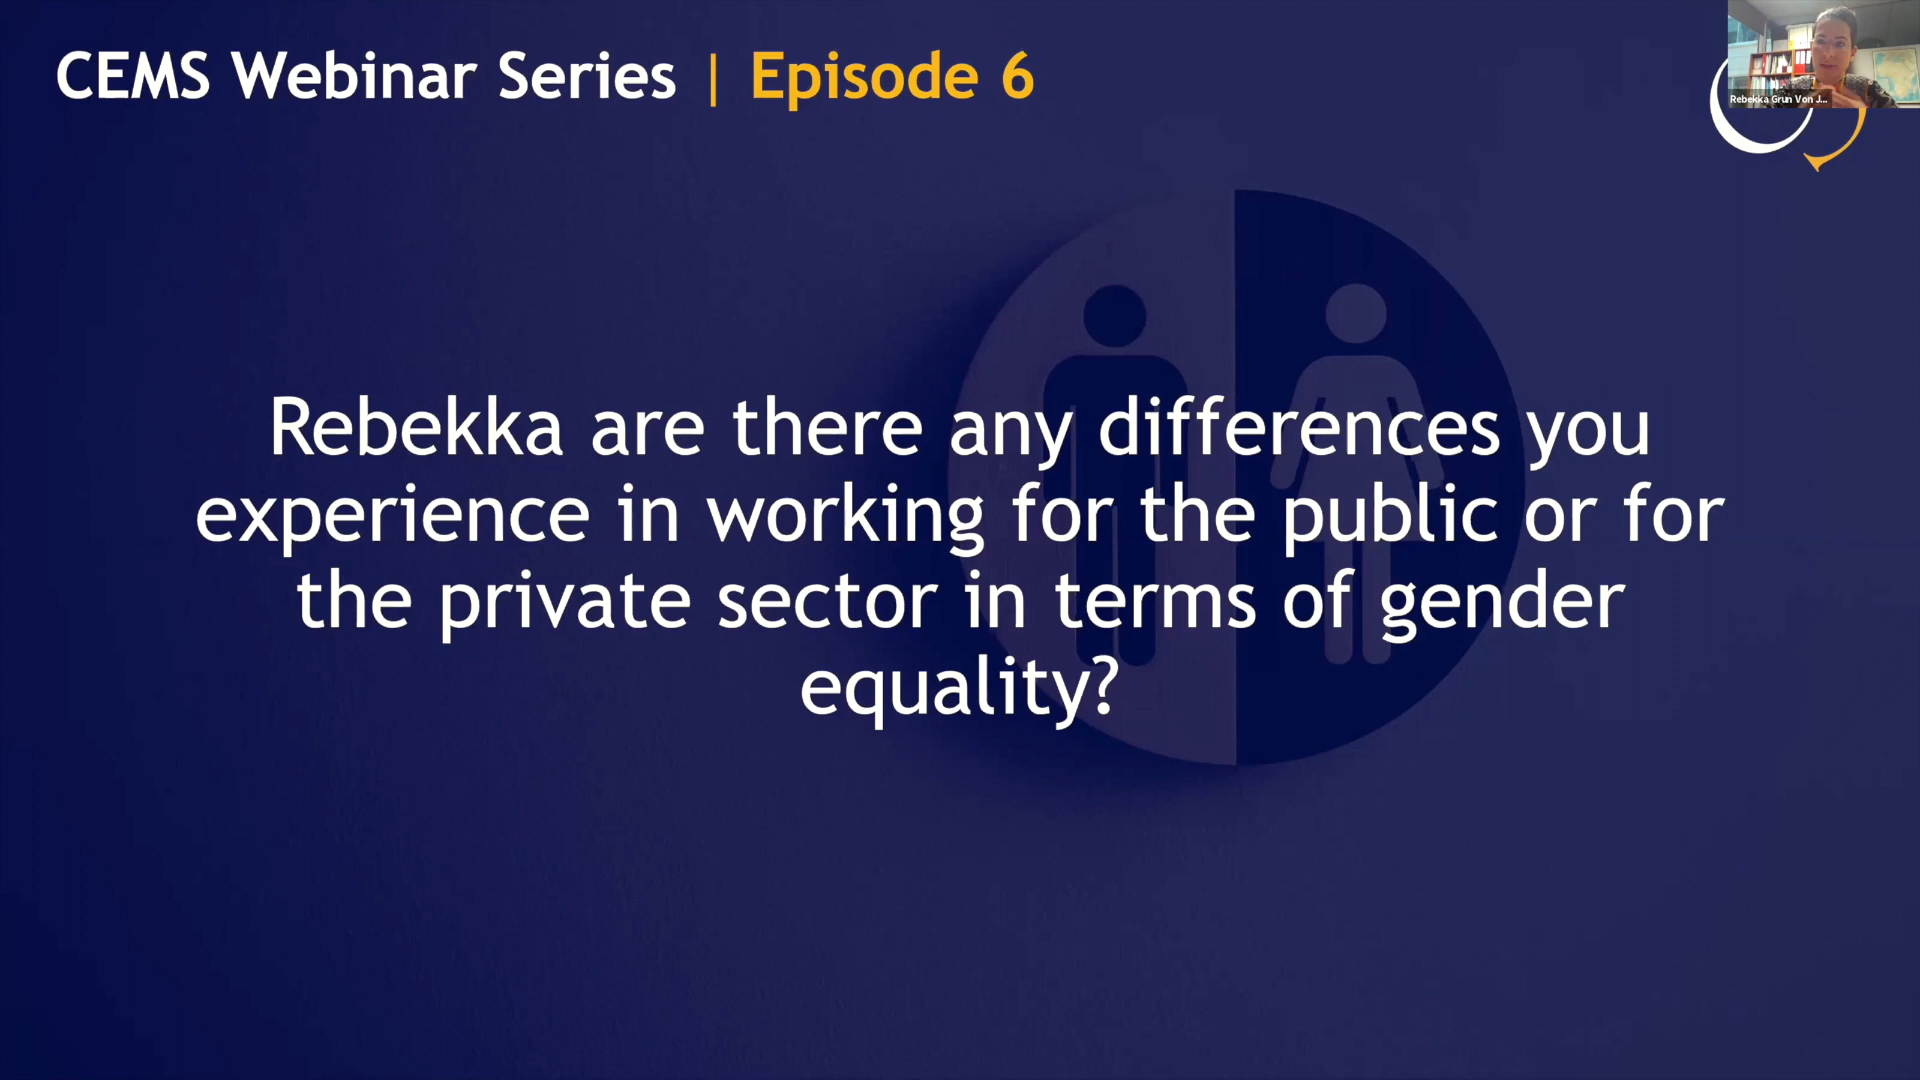 CEMS Webinar Series | Episode 6
Rebekka Grun Von J...
Rebekka are there any differences you
experience in working for the public or for
the private sector in terms of gender
equality?